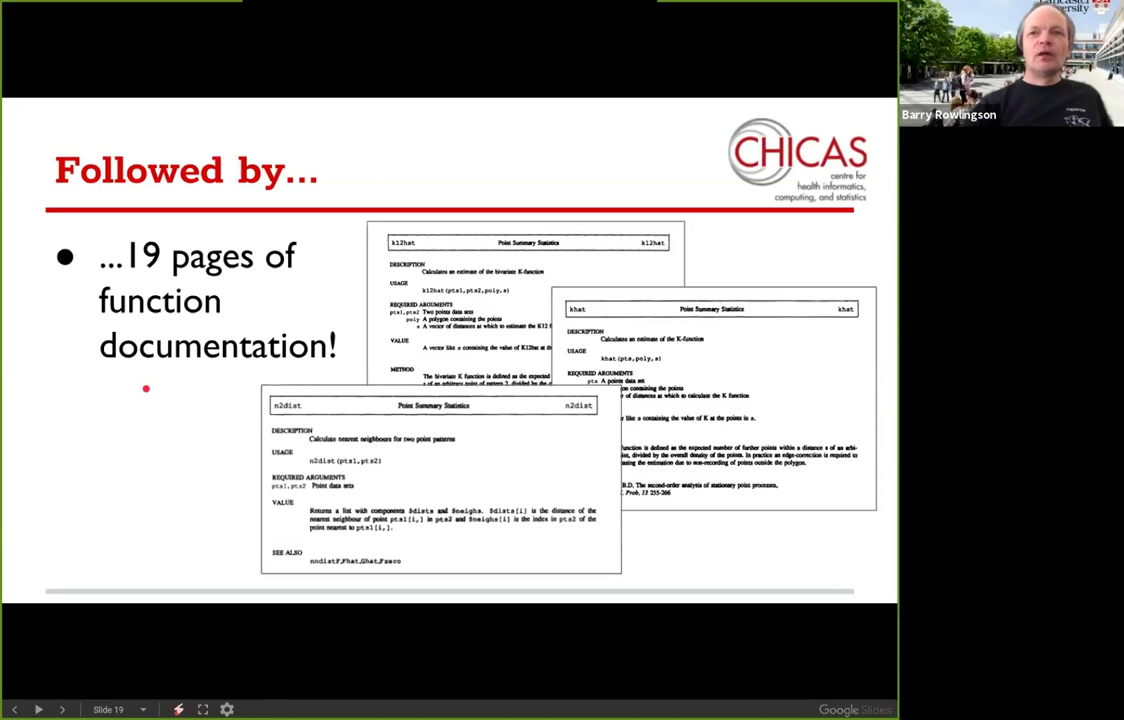 Followed by...
CHICAS
centre for
health informatics,
computing, and statistics
● ...19 pages of
function
documentation!
k12hat Point Summary Statistics k12hat
DESCRIPTION
Calculates an estimate of the bivariate K-function
USAGE
k12hat(pts1,pts2,poly,s)
REQUIRED ARGUMENTS
pts1,pts2 Two points data sets
poly A polygon containing the points
s A vector of distances at which to estimate the K12
VALUE
A vector like s containing the value of K12hat at th
METHOD
The bivariate K function is defined as the expected
s of an arbitrary point of pattern 2, divided by the
khat Point Summary Statistics khat
DESCRIPTION
Calculates an estimate of the K-function
USAGE
khat(pts,poly,s)
REQUIRED ARGUMENTS
pts A points data set
on containing the points
of distances at which to calculate the K function
like s containing the value of K at the points in s.
function is defined as the expected number of further points within a distance s of an arbi-
int, divided by the overall density of the points. In practice an edge-correction is required to
asing the estimation due to non-recording of points outside the polygon.
B.D. The second-order analysis of stationary point processes,
Prob, 13 255-266
n2dist Point Summary Statistics n2dist
DESCRIPTION
Calculate nearest neighbours for two point patterns
USAGE
n2dist(pts1,pts2)
REQUIRED ARGUMENTS
pts1,pts2 Point data sets
VALUE
Returns a list with components $dists and $neighs. $dists[i] is the distance of the
nearest neighbour of point pts1[i,] in pts2 and $neighs[i] is the index in pts2 of the
point nearest to pts1[i,].
SEE ALSO
nndistF,Fhat,Ghat,Fzero
Barry Rowlingson
Slide 19
Google Slides